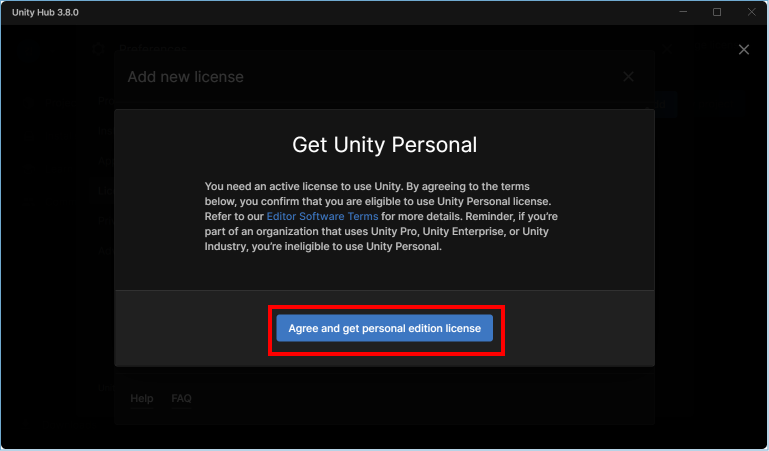 Unity Hub 3.8.0
Preferences
Add new license
Get Unity Personal
You need an active license to use Unity. By agreeing to the terms
below, you confirm that you are eligible to use Unity Personal license.
Refer to our Editor Software Terms for more details. Reminder, if you're
part of an organization that uses Unity Pro, Unity Enterprise, or Unity
Industry, you're ineligible to use Unity Personal.
Agree and get personal edition license
Help FAQ